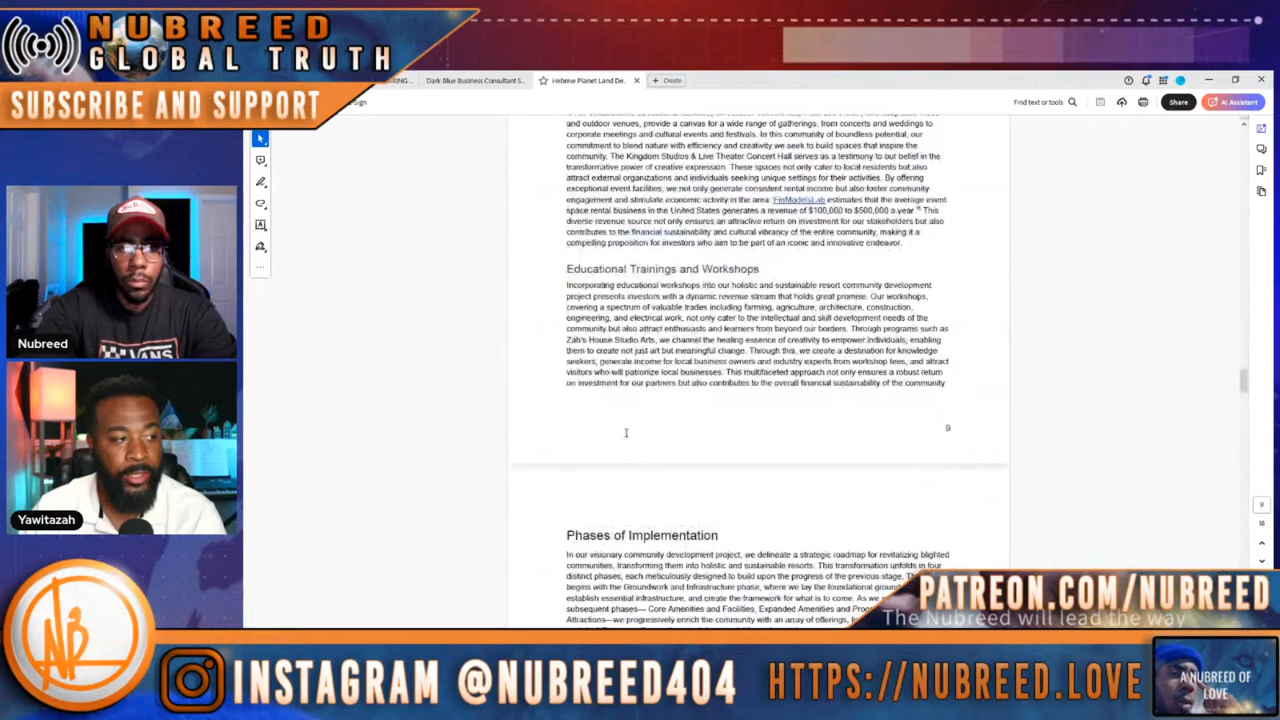 NUBREED
GLOBAL TRUTH
SUBSCRIBE AND SUPPORT
Dark Blue Business Consultant S...
Hebrew Planet Land De...
Create
Find text or tools
Share
AI Assistant
and outdoor venues, provide a canvas for a wide range of gatherings, from concerts and weddings to
corporate meetings and cultural events and festivals. In this community of boundless potential, our
commitment to blend nature with efficiency and creativity we seek to build spaces that inspire the
community. The Kingdom Studios & Live Theater Concert Hall serves as a testimony to our belief in the
transformative power of creative expression. These spaces not only cater to local residents but also
attract external organizations and individuals seeking unique settings for their activities. By offering
exceptional event facilities, we not only generate consistent rental income but also foster community
engagement and stimulate economic activity in the area. FinModelsLab estimates that the average event
space rental business in the United States generates a revenue of $100,000 to $500,000 a year This
diverse revenue source not only ensures an attractive return on investment for our stakeholders but also
contributes to the financial sustainability and cultural vibrancy of the entire community, making it a
compelling proposition for investors who aim to be part of an iconic and innovative endeavor.
Educational Trainings and Workshops
Incorporating educational workshops into our holistic and sustainable resort community development
project presents investors with a dynamic revenue stream that holds great promise. Our workshops,
covering a spectrum of valuable trades including farming, agriculture, architecture, construction,
engineering, and electrical work, not only cater to the intellectual and skill development needs of the
community but also attract enthusiasts and learners from beyond our borders. Through programs such as
Zah's House Studio Arts, we channel the healing essence of creativity to empower individuals, enabling
them to create not just art but meaningful change. Through this, we create a destination for knowledge
seekers, generate income for local business owners and industry experts from workshop fees, and attract
visitors who will patronize local businesses. This multifaceted approach not only ensures a robust return
on investment for our partners but also contributes to the overall financial sustainability of the community.
9
Phases of Implementation
In our visionary community development project, we delineate a strategic roadmap for revitalizing blighted
communities, transforming them into holistic and sustainable resorts. This transformation unfolds in four
distinct phases, each meticulously designed to build upon the progress of the previous stage.
begins with the Groundwork and Infrastructure phase, where we lay the foundational
establish essential infrastructure, and create the framework for what is to come. As we
subsequent phases— Core Amenities and Facilities, Expanded Amenities and
Attractions—we progressively enrich the community with an array of offerings,
9
18
Nubreed
VANS
Yawitazah
PATREON.COM/NUBREED
The Nubreed will lead the way
NB
INSTAGRAM @NUBREED404
HTTPS://NUBREED.LOVE
A NUBREED OF
LOVE